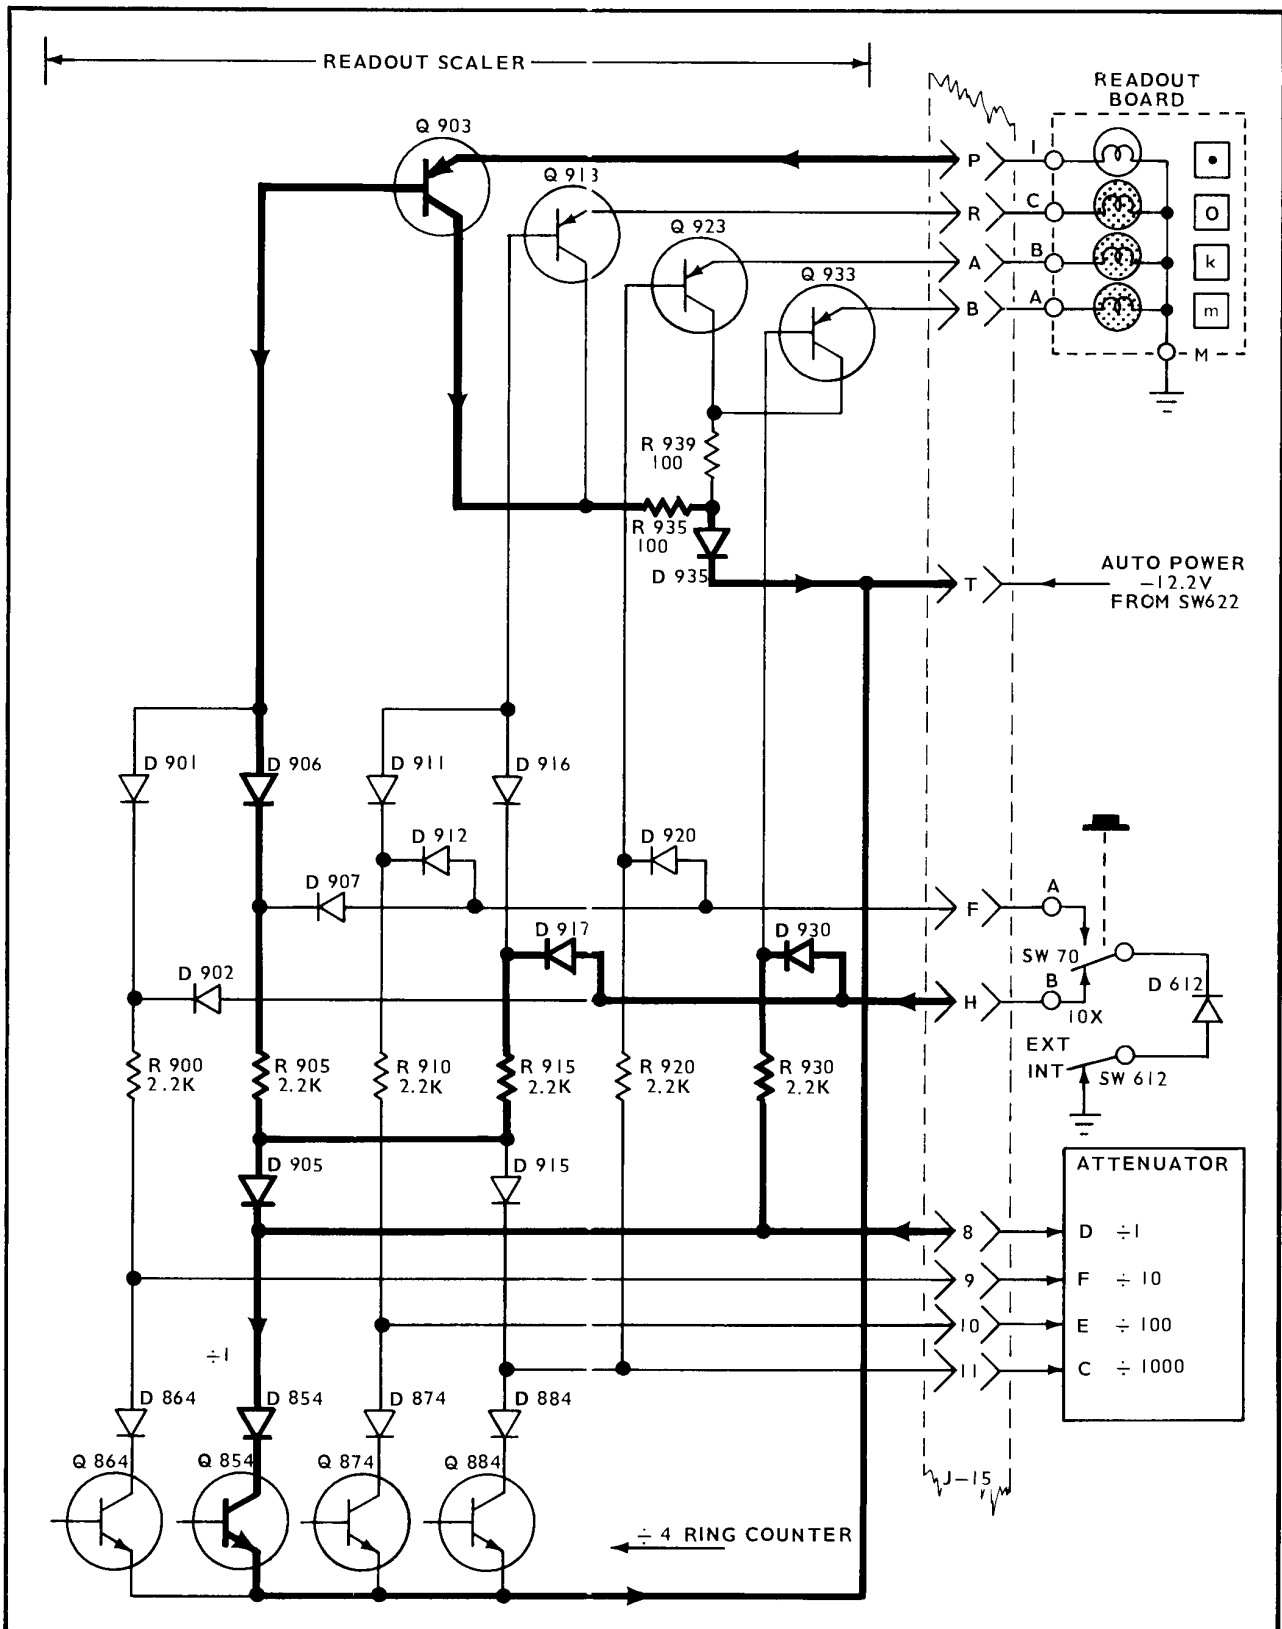 READOUT SCALER
READOUT
BOARD
Q 903
P
I
Q 913
R
C
O
Q 923
A
B
k
Q 933
B
A
m
M
R 939
100
R 935
100
D 935
T
AUTO POWER
−12.2V
FROM SW622
D 901
D 906
D 911
D 916
D 912
D 920
D 907
F
A
D 917
D 930
SW 70
D 902
H
B
10X
D 612
R 900
2.2K
R 905
2.2K
R 910
2.2K
R 915
2.2K
R 920
2.2K
R 930
2.2K
EXT
INT
SW 612
D 905
D 915
ATTENUATOR
8
D ÷1
9
F ÷ 10
10
E ÷ 100
÷1
11
C ÷ 1000
D 864
D 854
D 874
D 884
Q 864
Q 854
Q 874
Q 884
J−15
÷ 4 RING COUNTER